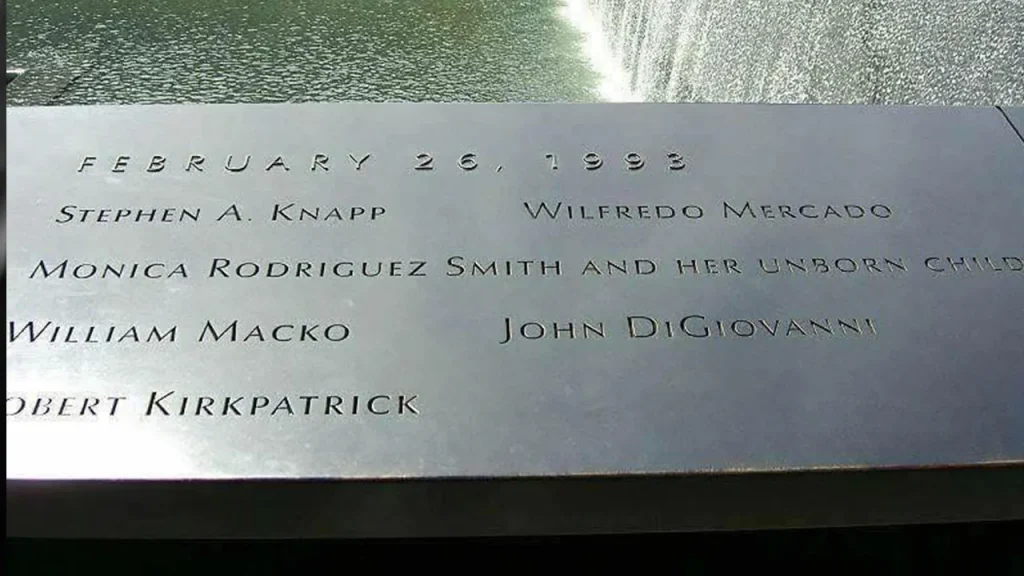 FEBRUARY 26, 1993
STEPHEN A. KNAPP WILFREDO MERCADO
MONICA RODRIGUEZ SMITH AND HER UNBORN CHILD
WILLIAM MACKO JOHN DIGIOVANNI
OBERT KIRKPATRICK